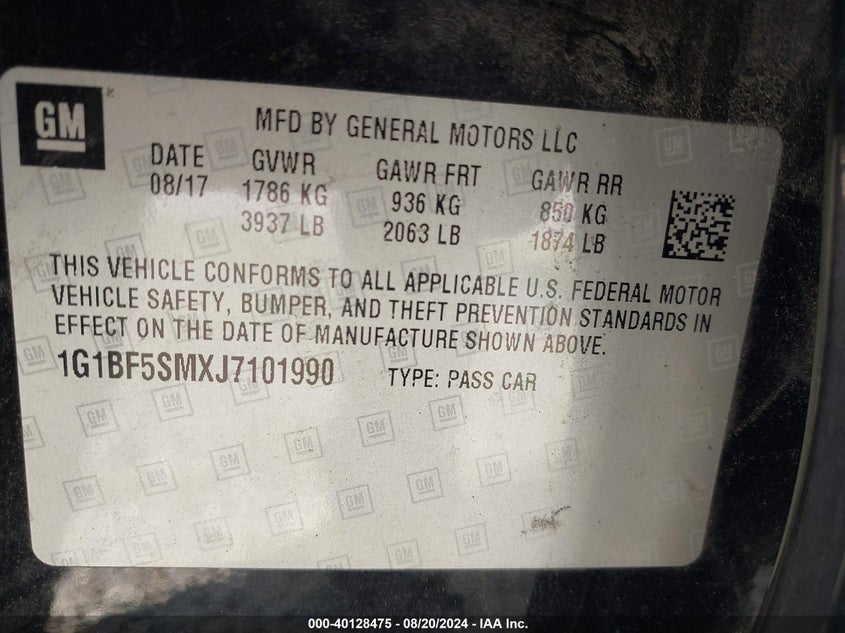 GM
MFD BY GENERAL MOTORS LLC
DATE GVWR GAWR FRT GAWR RR
08/17 1786 KG 936 KG 850 KG
3937 LB 2063 LB 1874 LB
THIS VEHICLE CONFORMS TO ALL APPLICABLE U.S. FEDERAL MOTOR
VEHICLE SAFETY, BUMPER, AND THEFT PREVENTION STANDARDS IN
EFFECT ON THE DATE OF MANUFACTURE SHOWN ABOVE.
1G1BF5SMXJ7101990 TYPE: PASS CAR
000-40128475 - 08/20/2024 - IAA Inc.